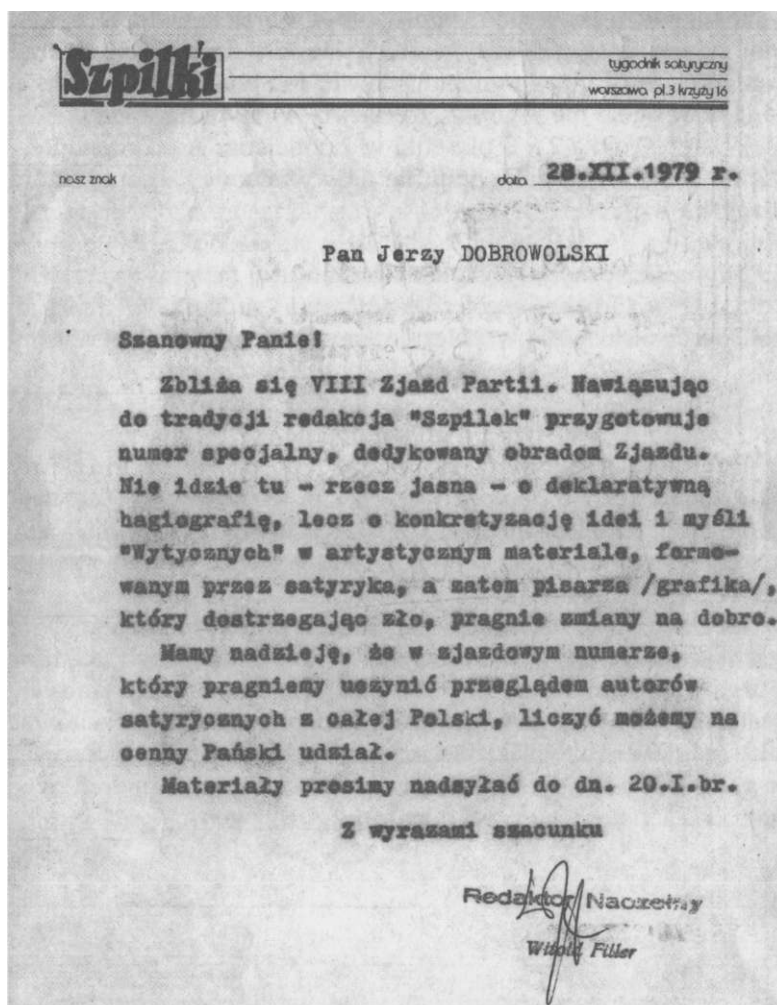 Szpilki
tygodnik satyryczny
warszawa, pl. 3 krzyży 16
nasz znak
data 28.XII.1979 r.
Pan Jerzy DOBROWOLSKI
Szanowny Panie!
Zbliża się VIII Zjazd Partii. Nawiązując
do tradycji redakcja "Szpilek" przygotowuje
numer specjalny, dedykowany obradom Zjazdu.
Nie idzie tu - rzecz jasna - o deklaratywną
hagiografię, lecz o konkretyzację idei i myśli
"Wytycznych" w artystycznym materiale, formo-
wanym przez satyryka, a zatem pisarza /grafika/,
który dostrzegając zło, pragnie zmiany na dobro.
Mamy nadzieję, że w zjazdowym numerze,
który pragniemy uczynić przeglądem autorów
satyrycznych z całej Polski, liczyć możemy na
cenny Pański udział.
Materiały prosimy nadsyłać do dn. 20.I.br.
Z wyrazami szacunku
Redaktor Naczelny
Witold Filler